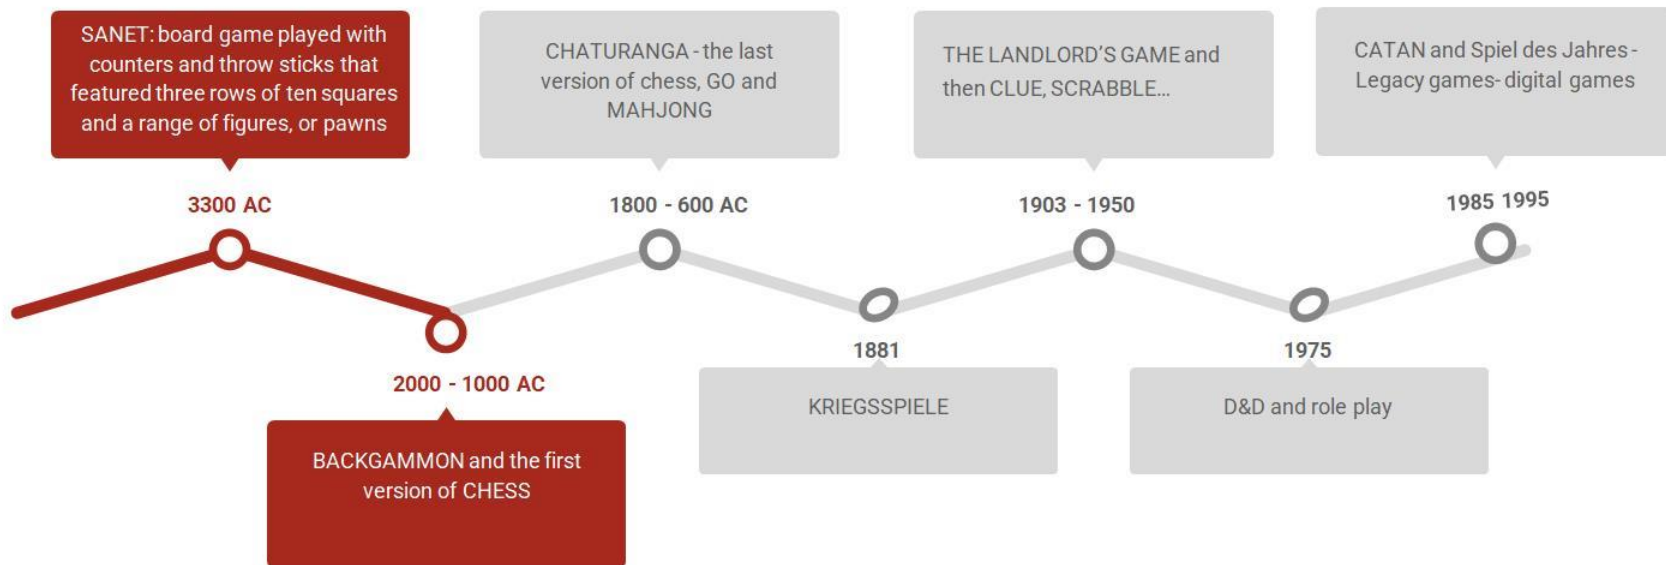 SANET: board game played with
counters and throw sticks that
featured three rows of ten squares
and a range of figures, or pawns
3300 AC
2000 - 1000 AC
BACKGAMMON and the first
version of CHESS
CHATURANGA - the last
version of chess, GO and
MAHJONG
1800 - 600 AC
1881
KRIEGSSPIELE
THE LANDLORD'S GAME and
then CLUE, SCRABBLE...
1903 - 1950
1975
D&D and role play
CATAN and Spiel des Jahres -
Legacy games- digital games
1985 1995